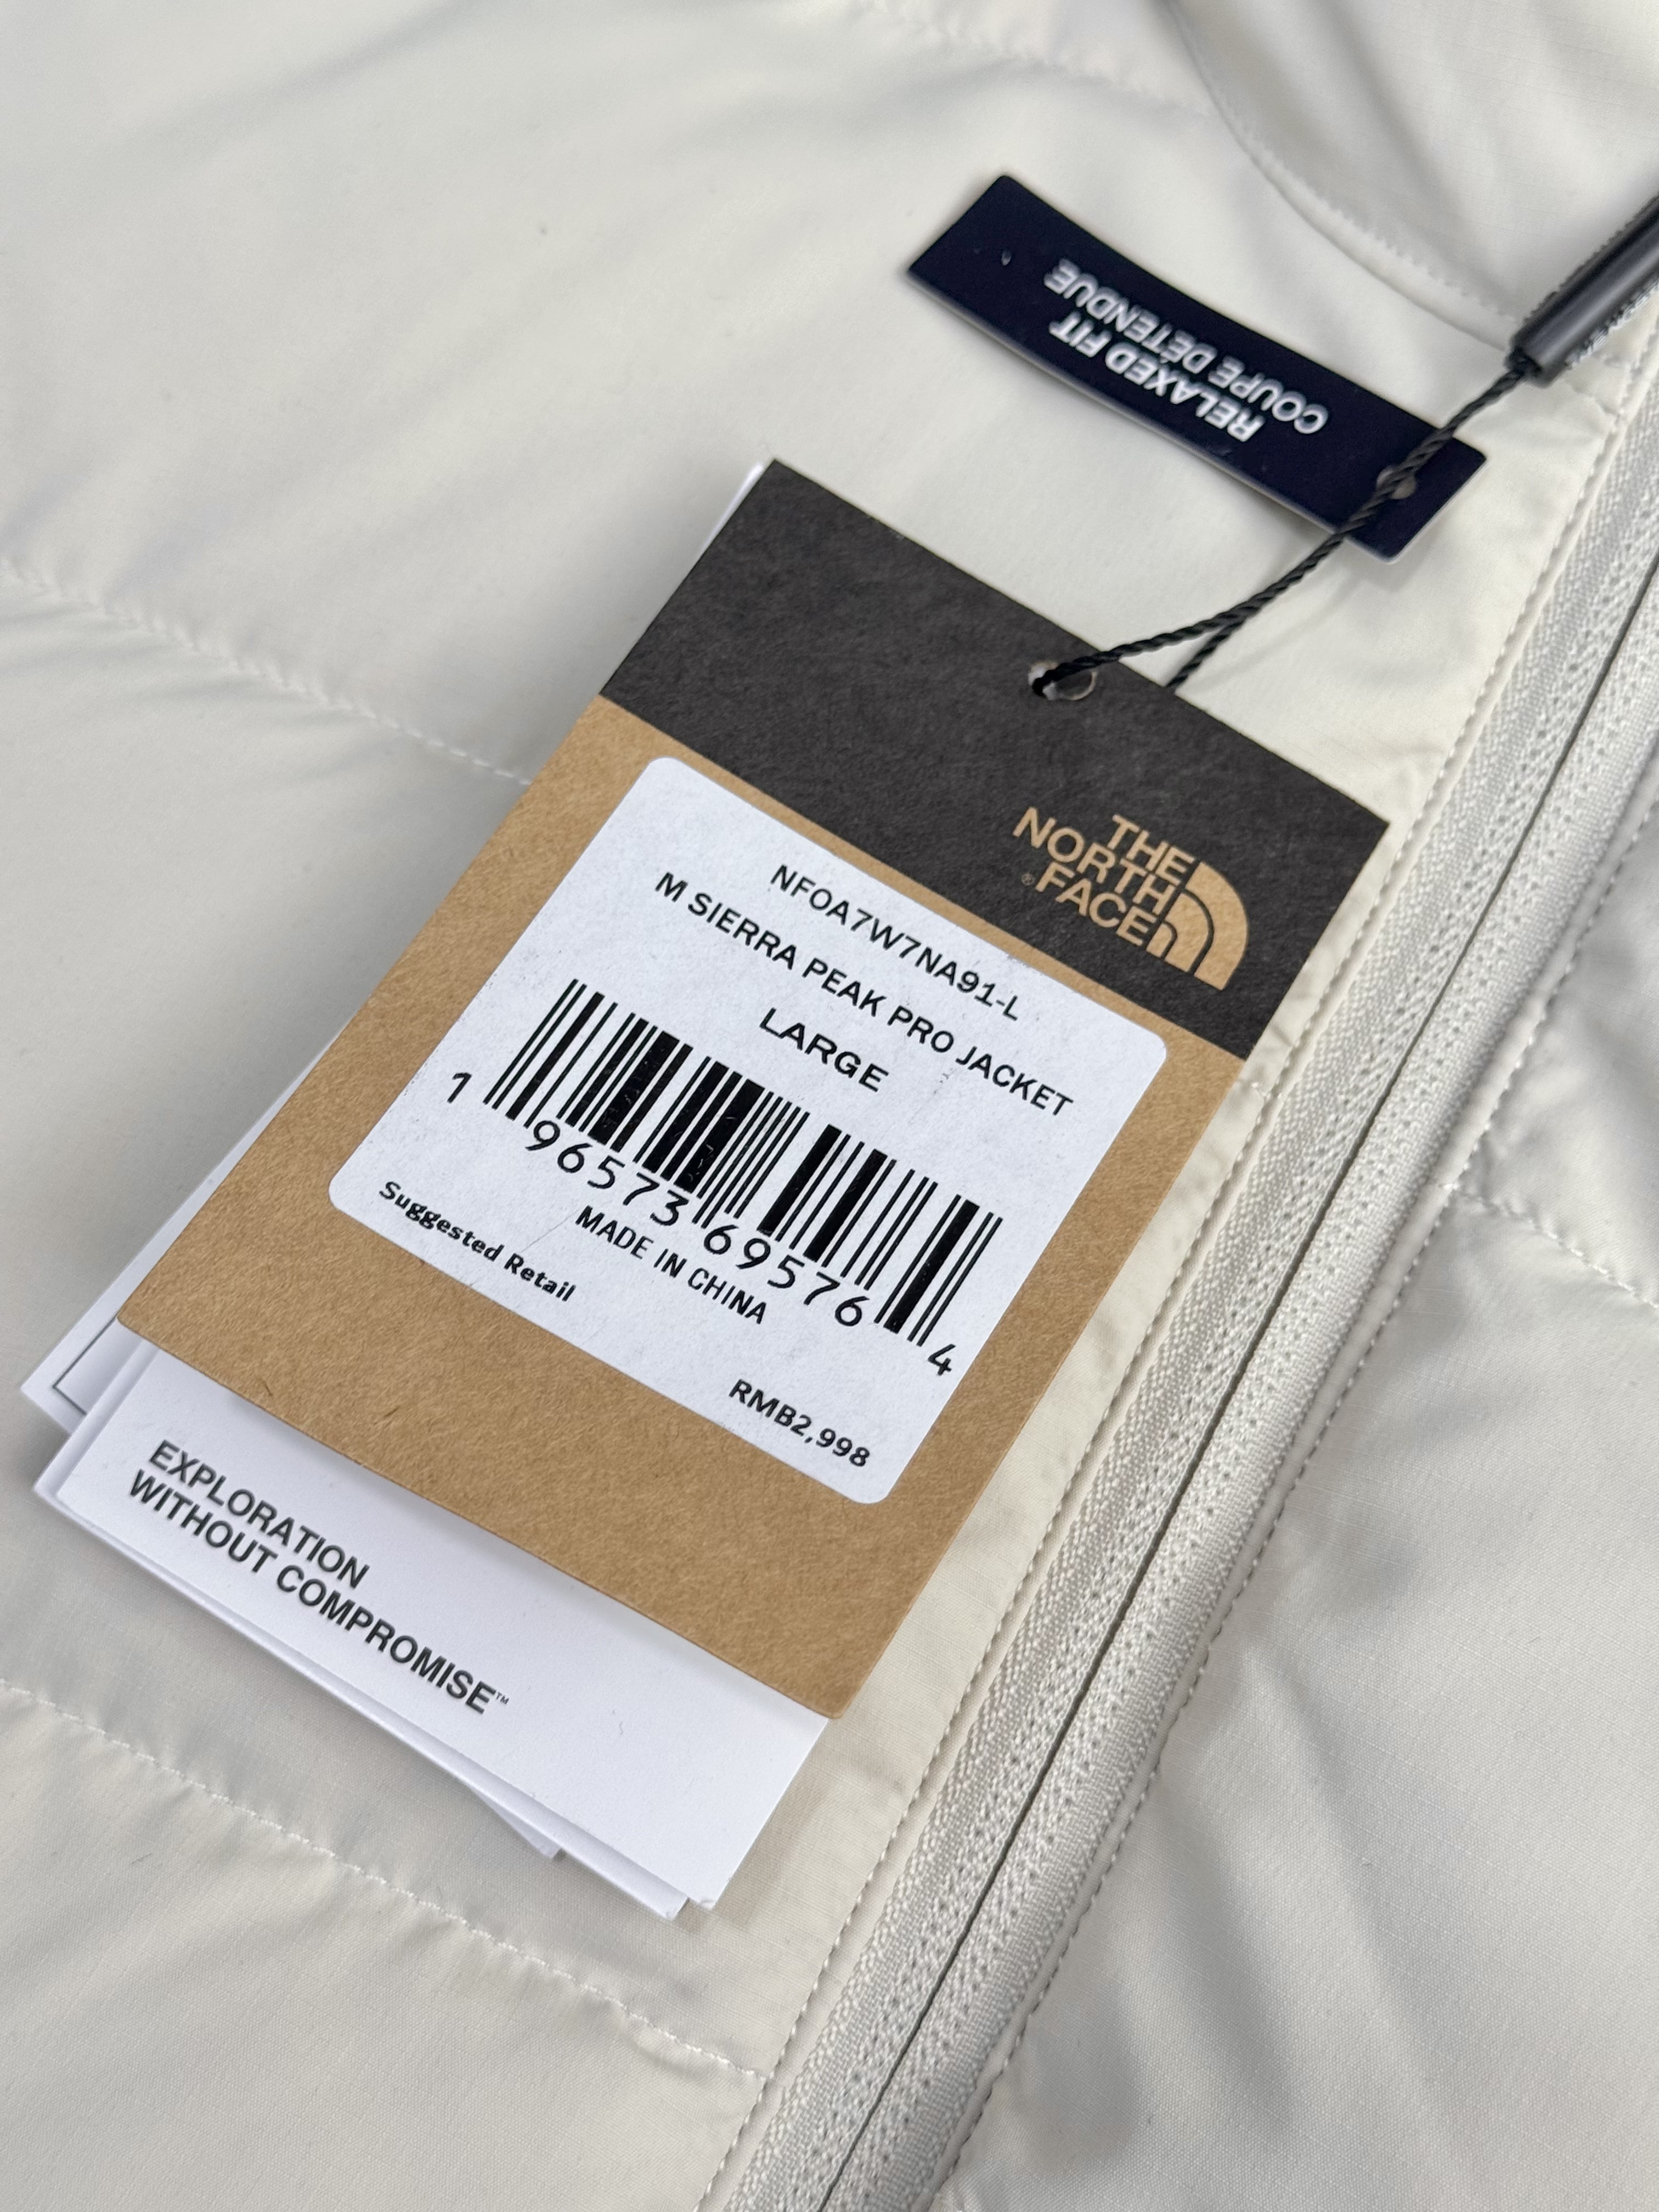 RELAXED FIT
COUPE DÉTENDUE
THE
NORTH
FACE®
NF0A7W7NA91-L
M SIERRA PEAK PRO JACKET
LARGE
1 96573 69576 4
MADE IN CHINA
Suggested Retail
RMB2,998
EXPLORATION
WITHOUT COMPROMISE™